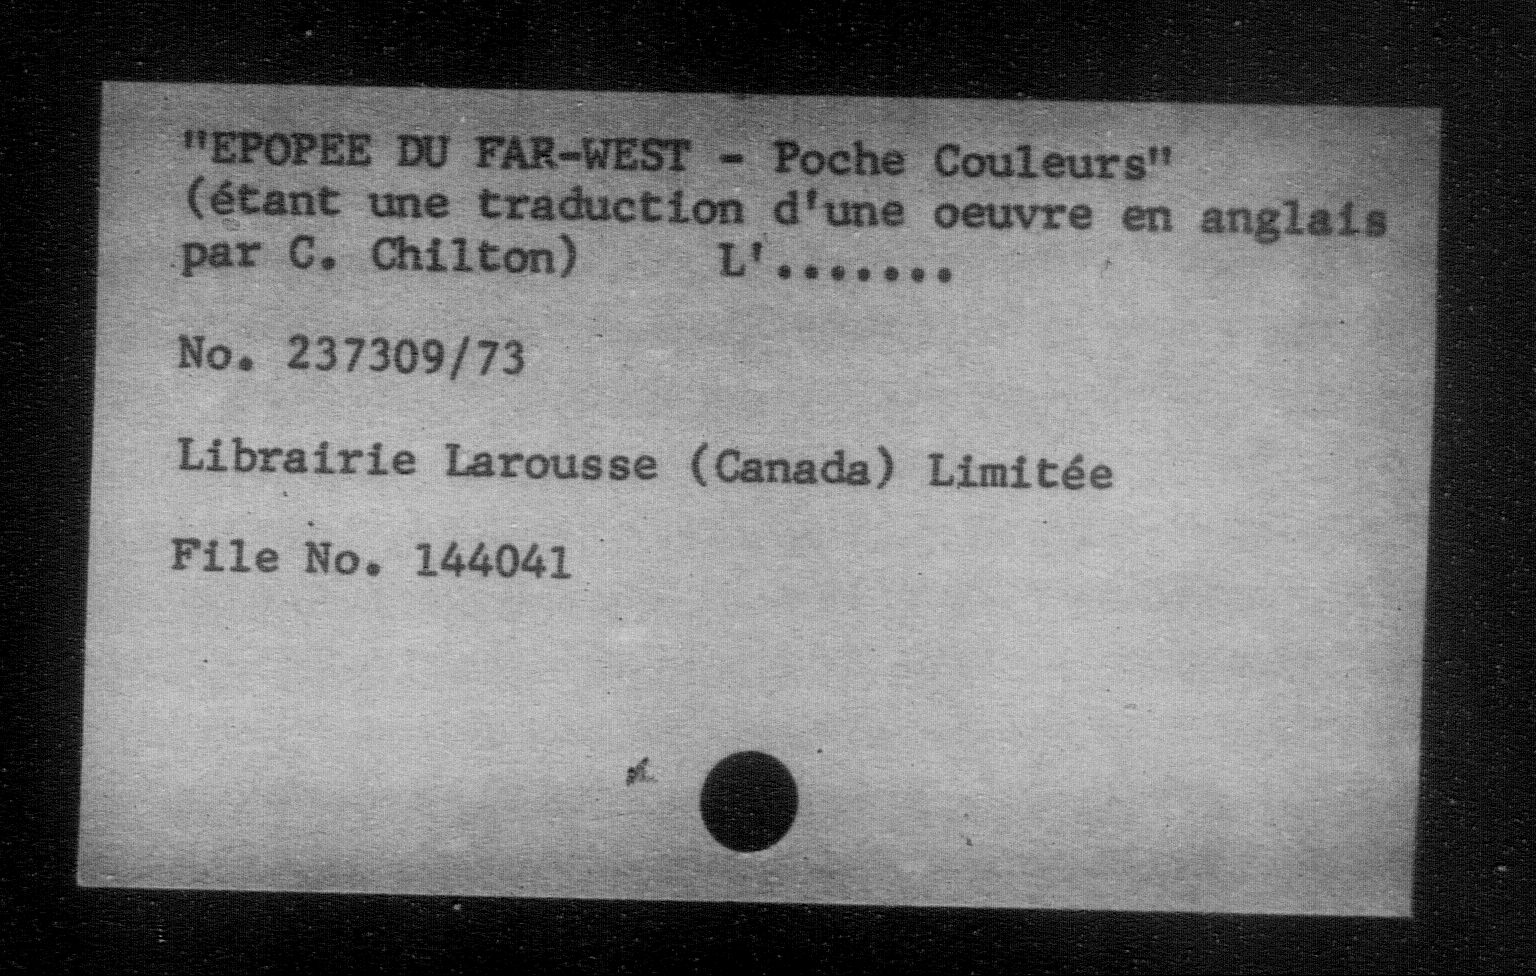 "EPOPEE DU FAR-WEST - Poche Couleurs"
(étant une traduction d'une oeuvre en anglais
par C. Chilton) L'.......
No. 237309/73
Librairie Larousse (Canada) Limitée
File No. 144041